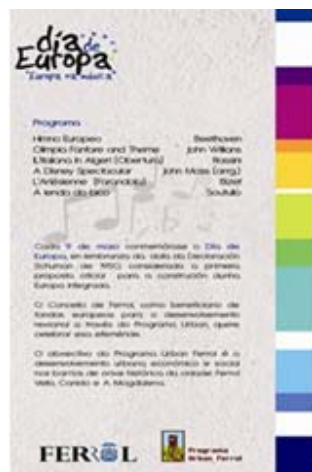 día de
Europa
Europa na música
Programa
Himno Europeo Beethoven
Olimpia Fanfare and Theme John Williams
L'Italiana in Algeri (Obertura) Rossini
A Disney Spectacular John Moss (arrg.)
L'Arlésienne (Farandola) Bizet
A lenda do bico Soutullo
Cada 9 de maio conmemórase o Día de
Europa, en lembranza da data da Declaración
Schuman de 1950, considerada a primeira
proposta oficial para a constitución dunha
Europa integrada.
O Concello de Ferrol, como beneficiario de
fondos europeos para o desenvolvemento
rexional a través do Programa Urban, quere
celebrar esta efeméride.
O obxectivo do Programa Urban Ferrol é o
desenvolvemento urbano, económico e social
nos barrios de orixe histórica da cidade: Ferrol
Vello, Canido e A Magdalena.
FERROL
Programa
Urban Ferrol